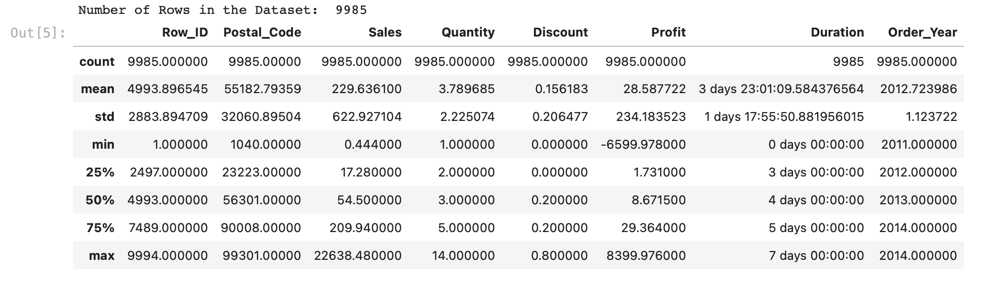 Number of Rows in the Dataset:  9985
Out[5]:
Row_ID Postal_Code Sales Quantity Discount Profit Duration Order_Year
count 9985.000000 9985.00000 9985.000000 9985.000000 9985.000000 9985.000000 9985 9985.000000
mean 4993.896545 55182.79359 229.636100 3.789685 0.156183 28.587722 3 days 23:01:09.584376564 2012.723986
std 2883.894709 32060.89504 622.927104 2.225074 0.206477 234.183523 1 days 17:55:50.881956015 1.123722
min 1.000000 1040.00000 0.444000 1.000000 0.000000 -6599.978000 0 days 00:00:00 2011.000000
25% 2497.000000 23223.00000 17.280000 2.000000 0.000000 1.731000 3 days 00:00:00 2012.000000
50% 4993.000000 56301.00000 54.500000 3.000000 0.200000 8.671500 4 days 00:00:00 2013.000000
75% 7489.000000 90008.00000 209.940000 5.000000 0.200000 29.364000 5 days 00:00:00 2014.000000
max 9994.000000 99301.00000 22638.480000 14.000000 0.800000 8399.976000 7 days 00:00:00 2014.000000